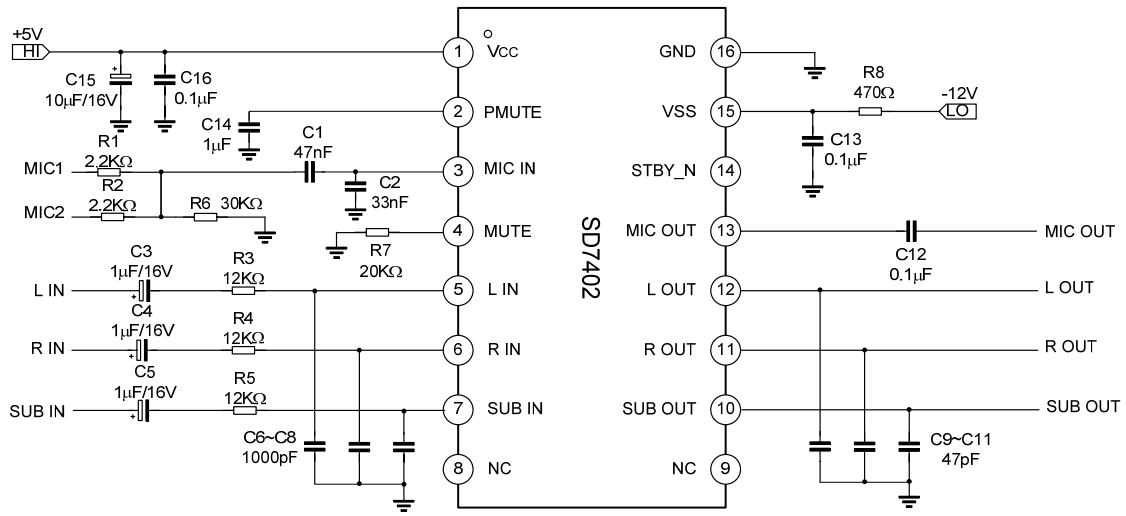 +5V
HI
C15
10μF/16V
C16
0.1μF
1
VCC
GND
16
R8
470Ω
-12V
LO
C14
1μF
2
PMUTE
VSS
15
C13
0.1μF
MIC1
R1
2.2KΩ
C1
47nF
3
MIC IN
STBY_N
14
R2
2.2KΩ
MIC2
R6
30KΩ
C2
33nF
R7
20KΩ
4
MUTE
MIC OUT
13
C12
0.1μF
MIC OUT
SD7402
L IN
C3
1μF/16V
R3
12KΩ
5
L IN
L OUT
12
L OUT
R IN
C4
1μF/16V
R4
12KΩ
6
R IN
R OUT
11
R OUT
SUB IN
C5
1μF/16V
R5
12KΩ
7
SUB IN
SUB OUT
10
SUB OUT
C6~C8
1000pF
8
NC
NC
9
C9~C11
47pF